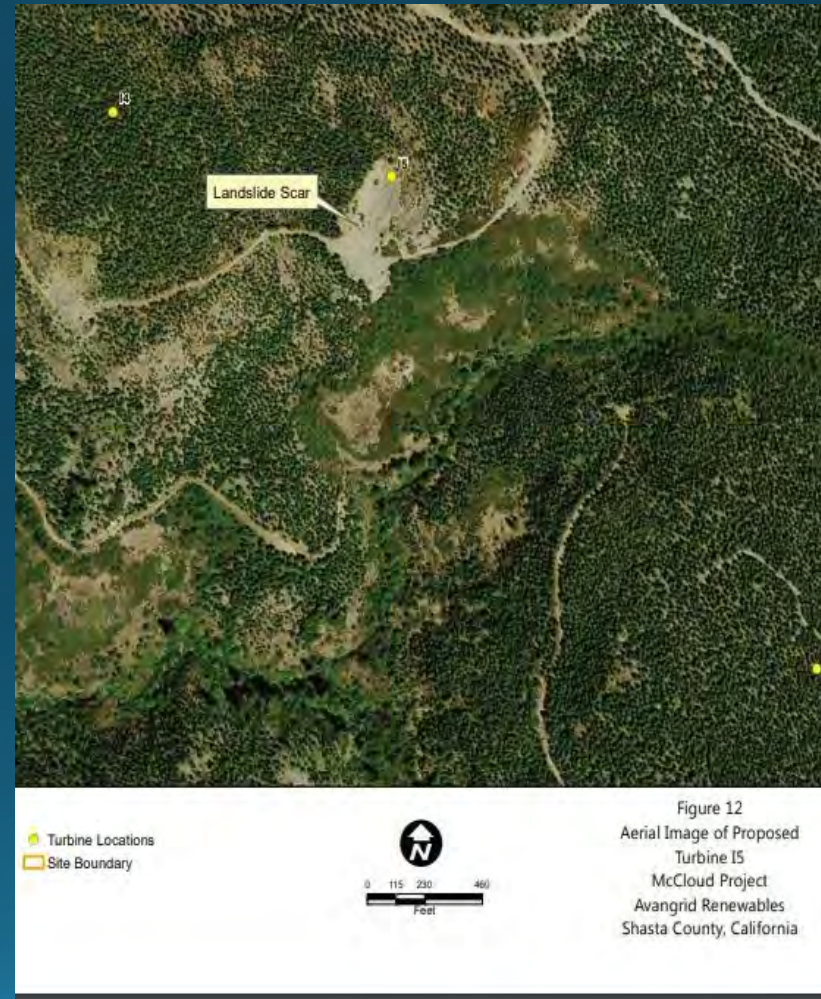 I5
Landslide Scar
Turbine Locations
Site Boundary
N
0 115 230 460
Feet
Figure 12
Aerial Image of Proposed
Turbine I5
McCloud Project
Avangrid Renewables
Shasta County, California